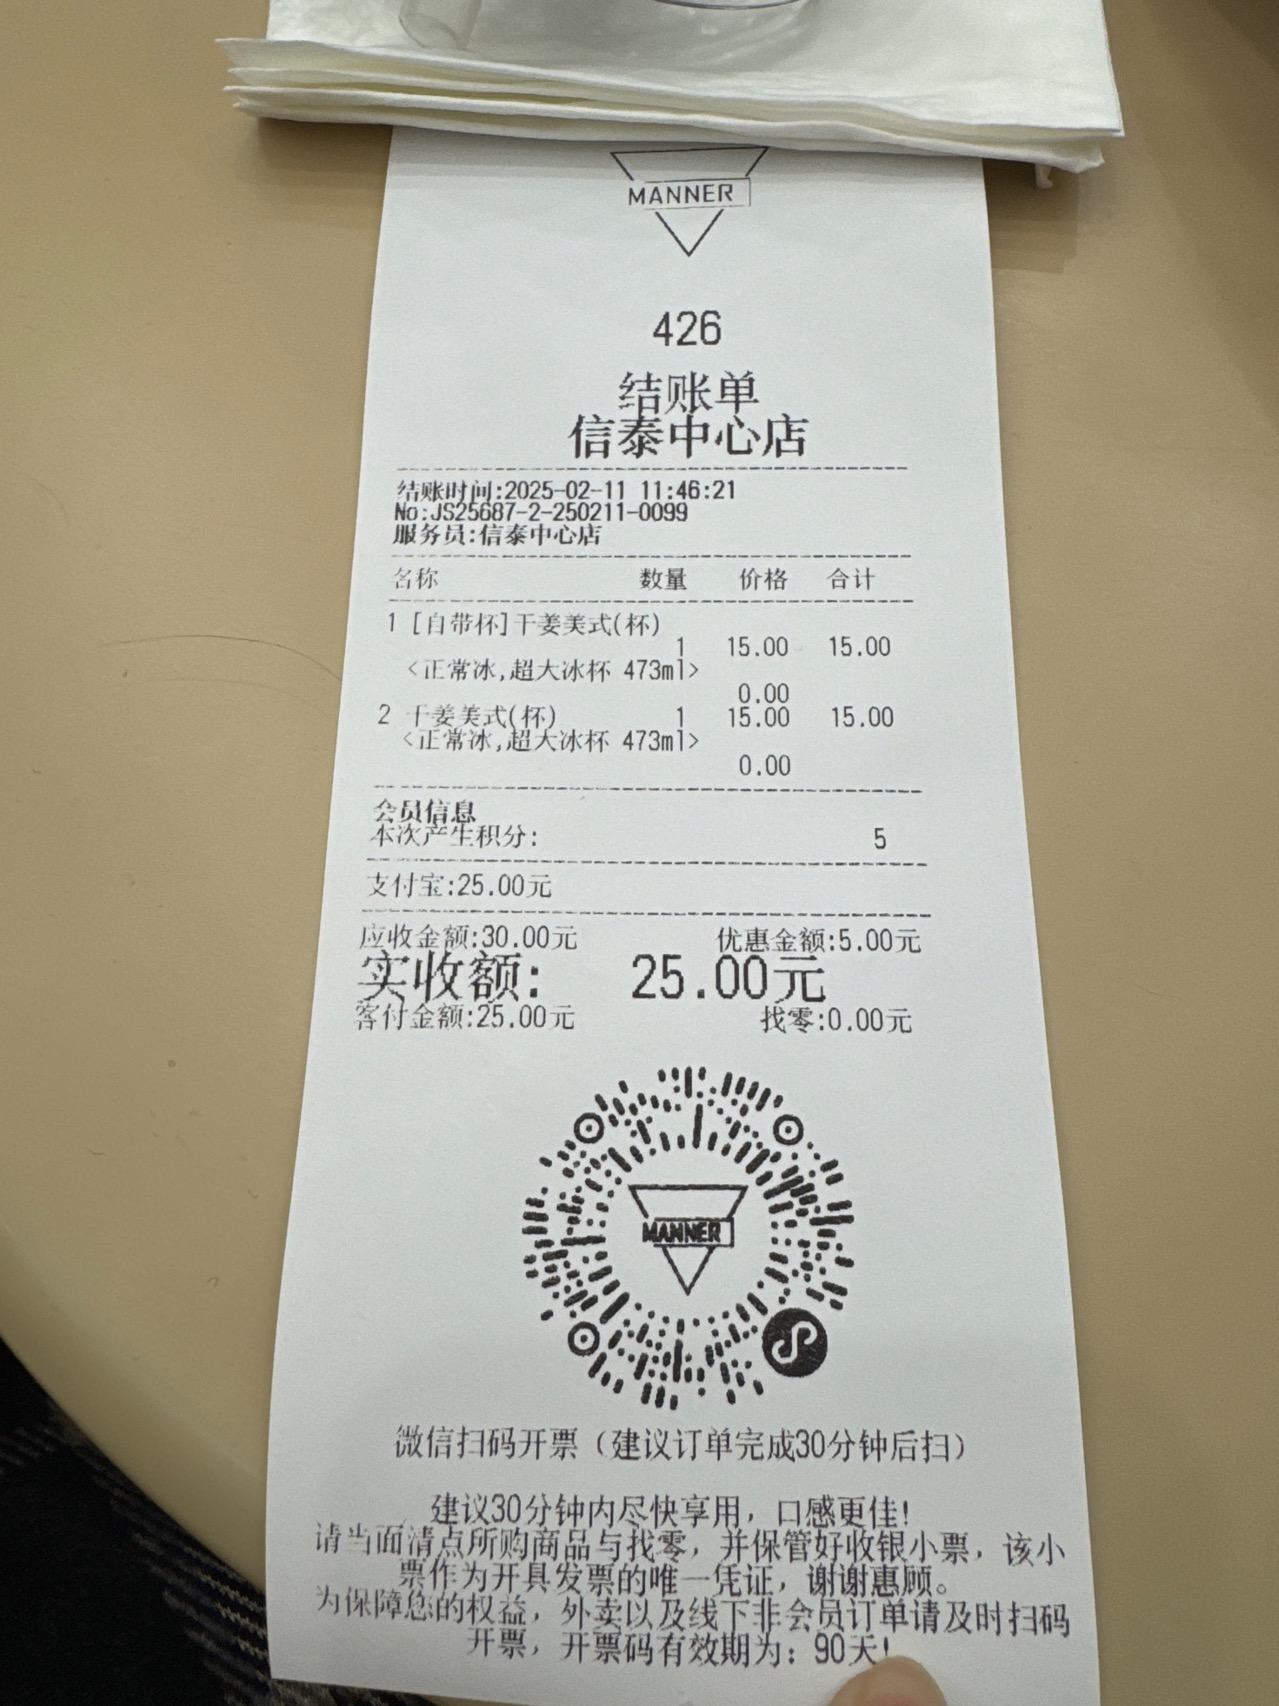 MANNER
426
结账单
信泰中心店
结账时间:2025-02-11 11:46:21
No:JS25687-2-250211-0099
服务员:信泰中心店
名称 数量 价格 合计
1 [自带杯]干姜美式(杯)
1 15.00 15.00
<正常冰,超大冰杯 473ml>
0.00
2 干姜美式(杯) 1 15.00 15.00
<正常冰,超大冰杯 473ml>
0.00
会员信息
本次产生积分: 5
支付宝:25.00元
应收金额:30.00元 优惠金额:5.00元
实收额: 25.00元
客付金额:25.00元 找零:0.00元
MANNER
微信扫码开票（建议订单完成30分钟后扫）
建议30分钟内尽快享用，口感更佳!
请当面清点所购商品与找零，并保管好收银小票，该小
票作为开具发票的唯一凭证，谢谢惠顾。
为保障您的权益，外卖以及线下非会员订单请及时扫码
开票，开票码有效期为：90天!